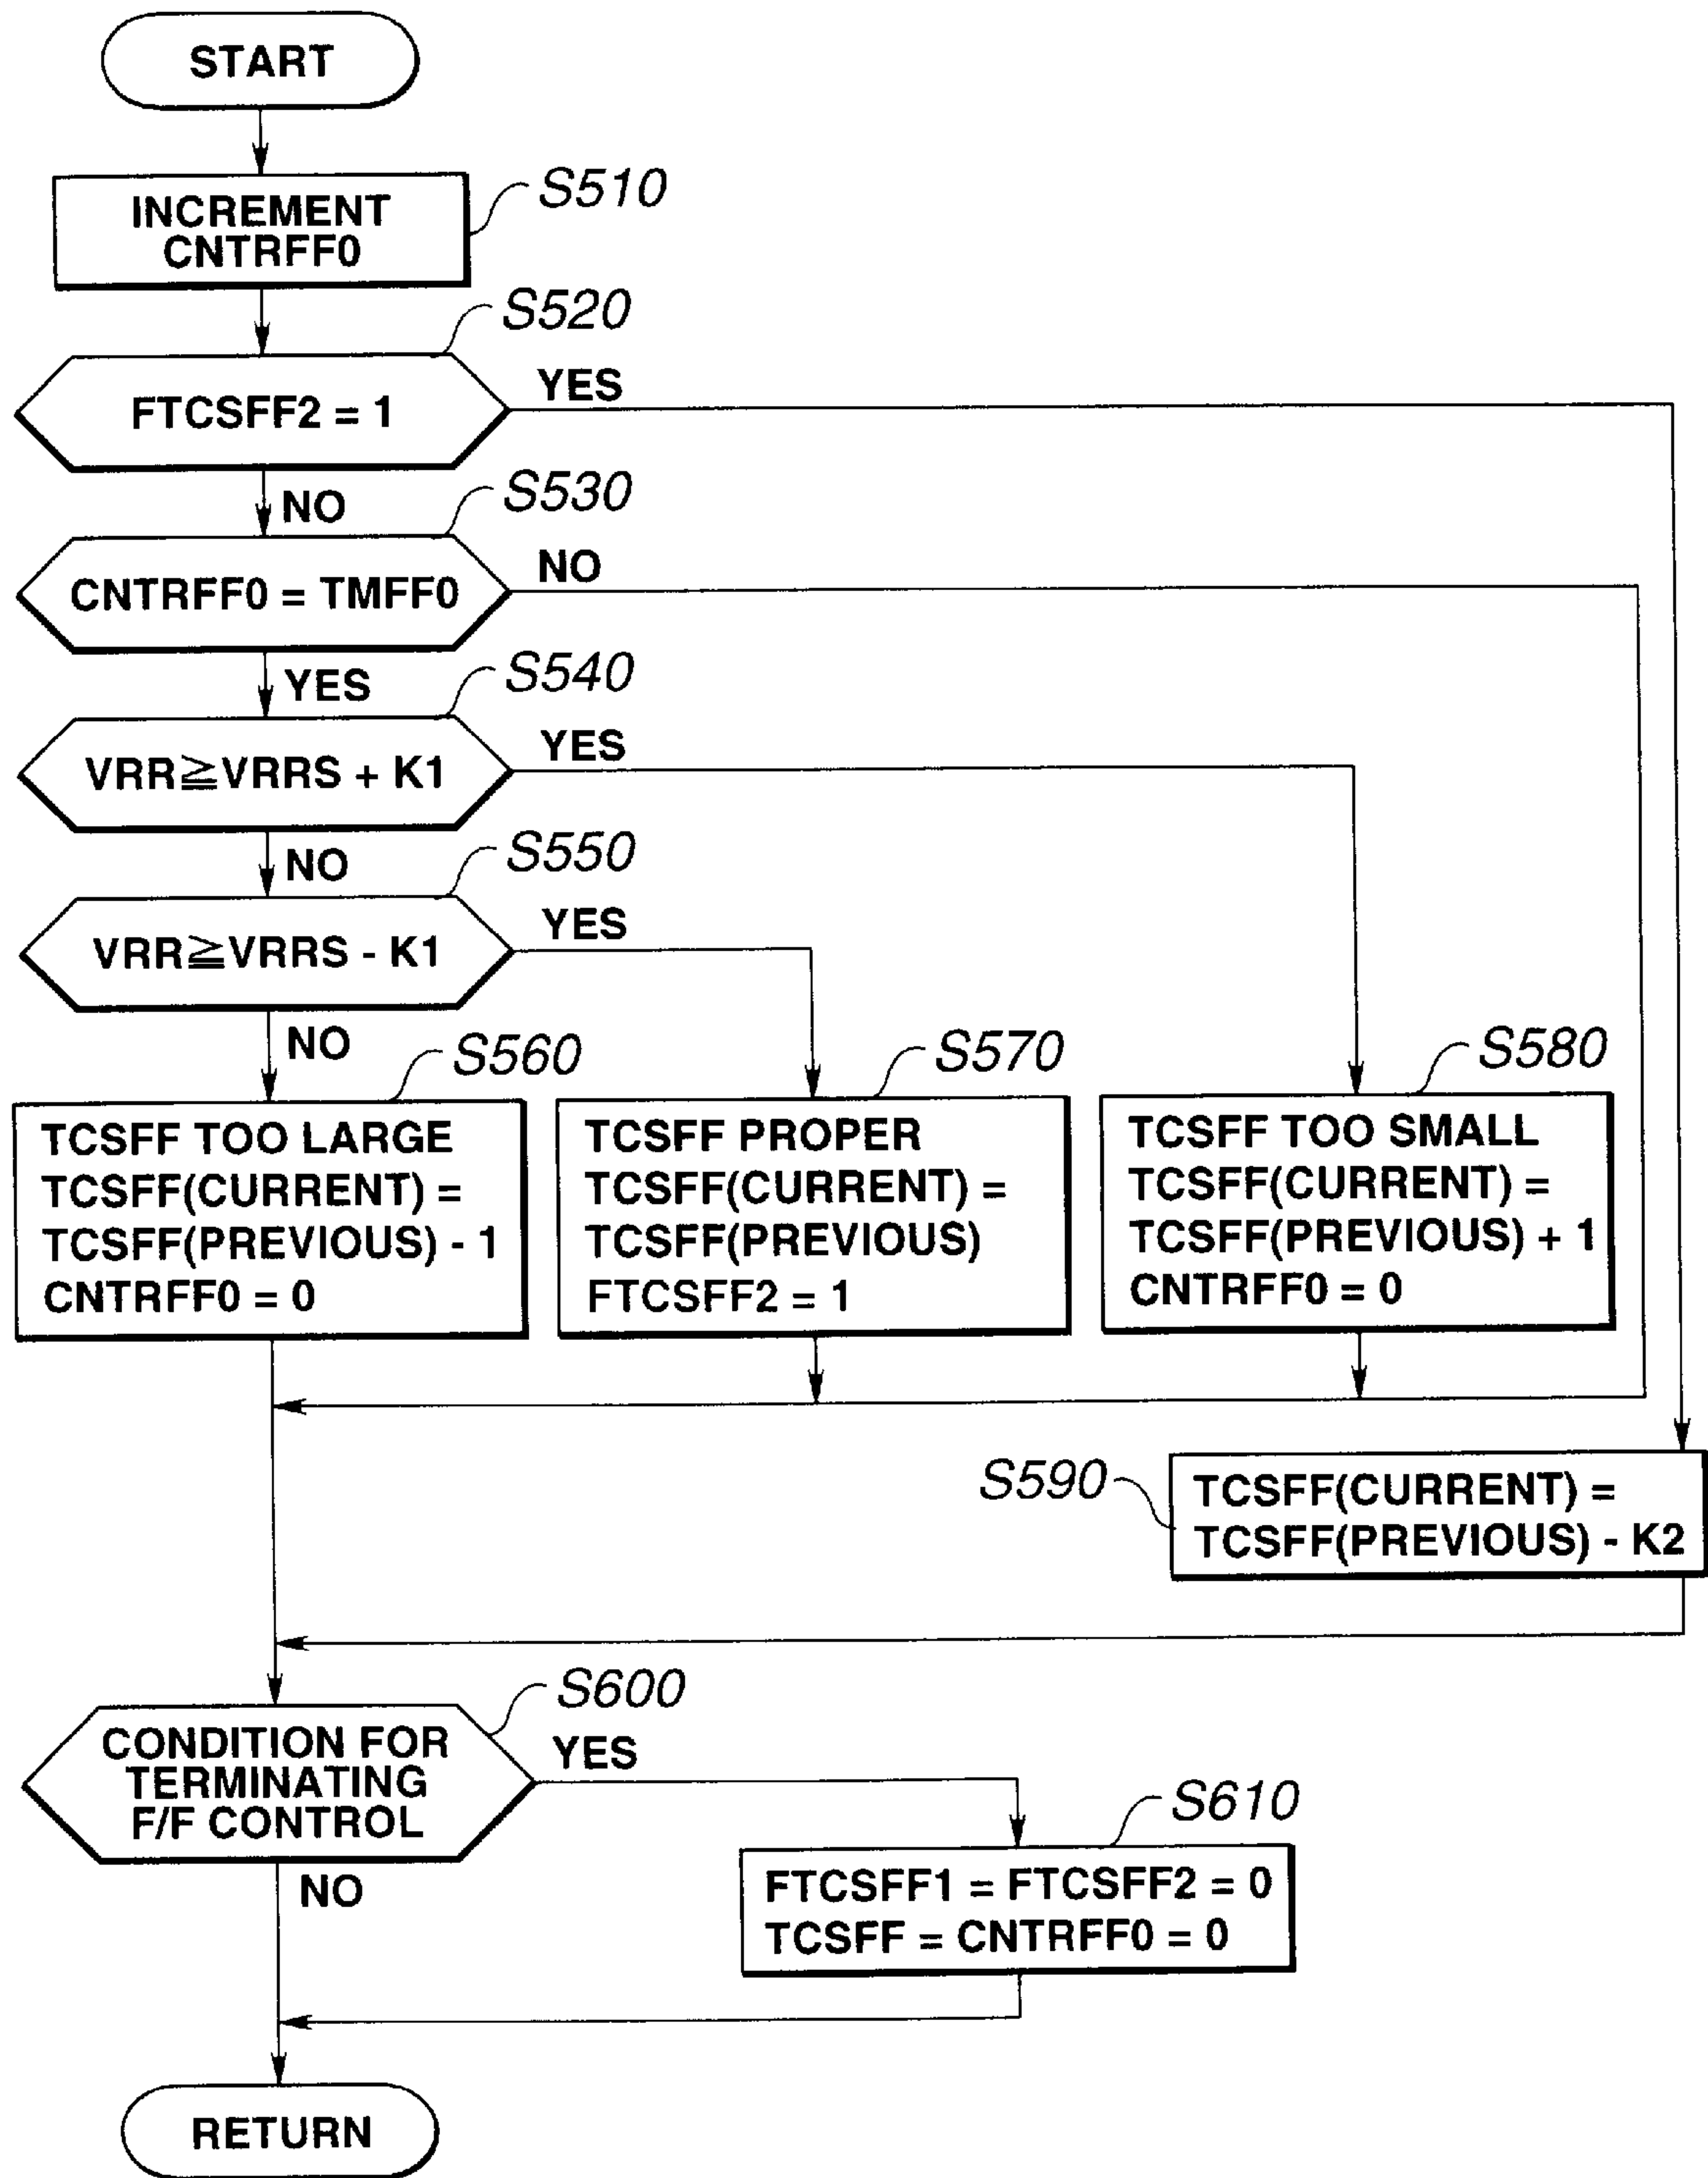 START
INCREMENT
CNTRFF0
S510
S520
FTCSFF2 = 1
YES
NO
S530
CNTRFF0 = TMFF0
NO
YES
S540
VRR≧VRRS + K1
YES
NO
S550
VRR≧VRRS - K1
YES
NO
S560
TCSFF TOO LARGE
TCSFF(CURRENT) =
TCSFF(PREVIOUS) - 1
CNTRFF0 = 0
S570
TCSFF PROPER
TCSFF(CURRENT) =
TCSFF(PREVIOUS)
FTCSFF2 = 1
S580
TCSFF TOO SMALL
TCSFF(CURRENT) =
TCSFF(PREVIOUS) + 1
CNTRFF0 = 0
S590
TCSFF(CURRENT) =
TCSFF(PREVIOUS) - K2
S600
CONDITION FOR
TERMINATING
F/F CONTROL
YES
NO
S610
FTCSFF1 = FTCSFF2 = 0
TCSFF = CNTRFF0 = 0
RETURN